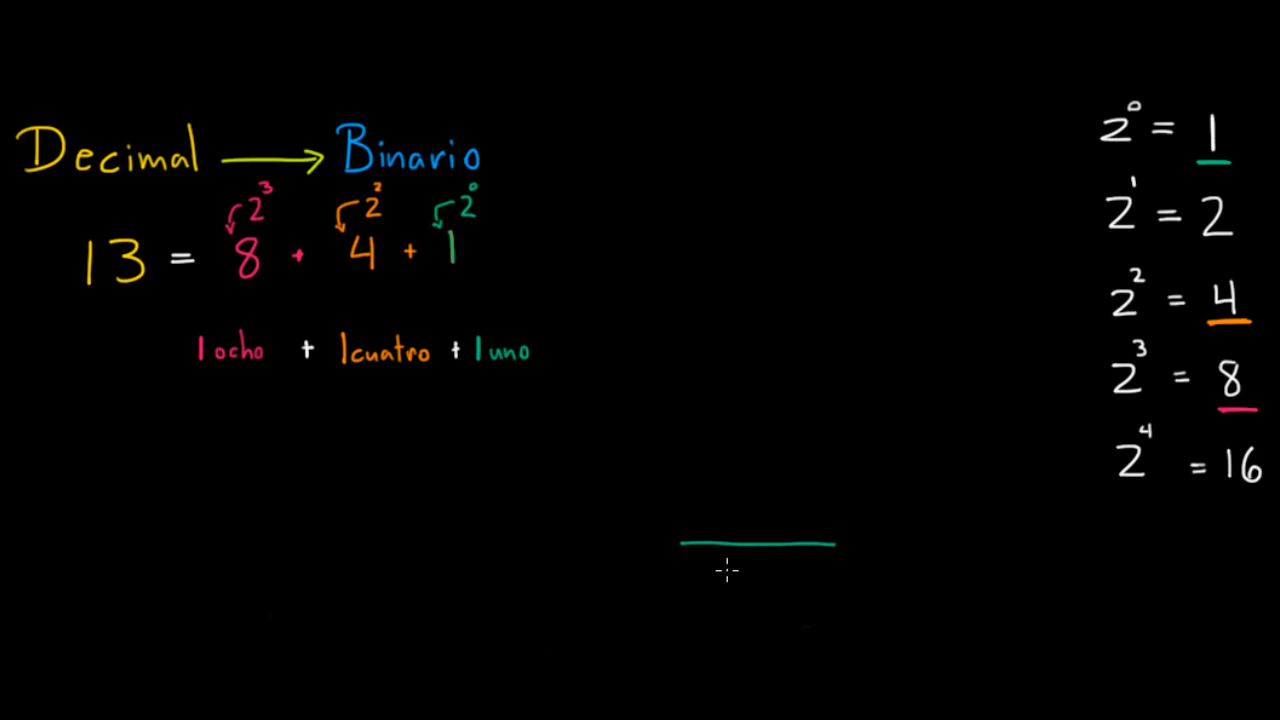 Decimal → Binario
2³ 2² 2⁰
13 = 8 + 4 + 1
1 ocho + 1 cuatro + 1 uno
2⁰ = 1
2¹ = 2
2² = 4
2³ = 8
2⁴ = 16